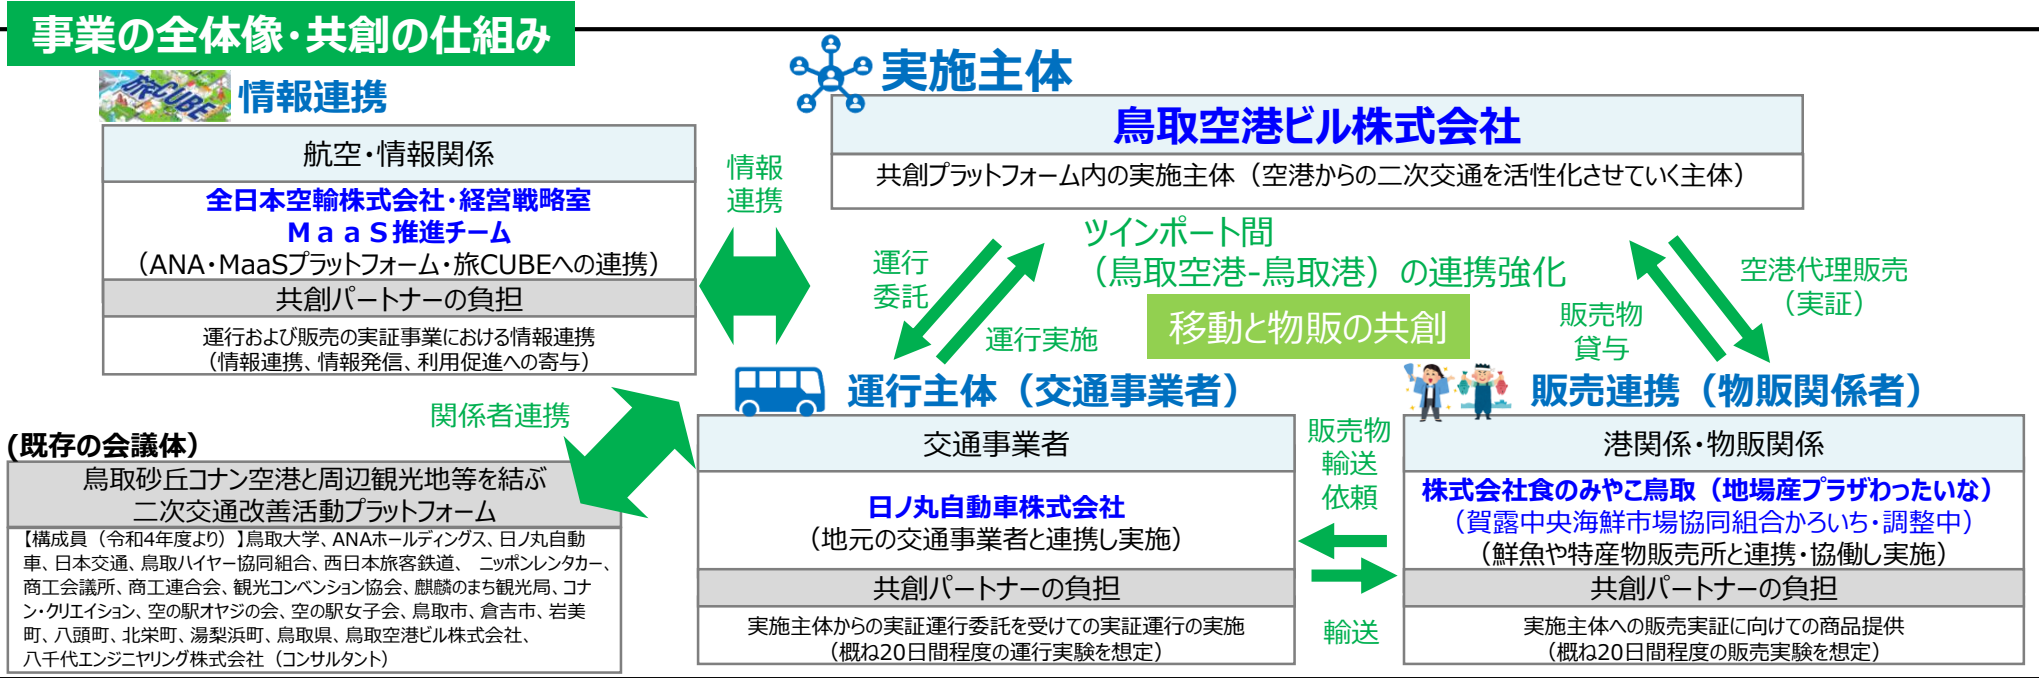 事業の全体像・共創の仕組み
旅CUBE
情報連携
航空・情報関係
全日本空輸株式会社・経営戦略室
ＭａａＳ推進チーム
（ANA・MaaSプラットフォーム・旅CUBEへの連携）
共創パートナーの負担
運行および販売の実証事業における情報連携
（情報連携、情報発信、利用促進への寄与）
情報
連携
実施主体
鳥取空港ビル株式会社
共創プラットフォーム内の実施主体（空港からの二次交通を活性化させていく主体）
運行
委託
運行実施
ツインポート間
（鳥取空港-鳥取港）の連携強化
移動と物販の共創
販売物
貸与
空港代理販売
（実証）
関係者連携
(既存の会議体）
鳥取砂丘コナン空港と周辺観光地等を結ぶ
二次交通改善活動プラットフォーム
【構成員（令和4年度より）】鳥取大学、ANAホールディングス、日ノ丸自動
車、日本交通、鳥取ハイヤー協同組合、西日本旅客鉄道、 ニッポンレンタカー、
商工会議所、商工連合会、観光コンベンション協会、麒麟のまち観光局、コナ
ン・クリエイション、空の駅オヤジの会、空の駅女子会、鳥取市、倉吉市、岩美
町、八頭町、北栄町、湯梨浜町、鳥取県、鳥取空港ビル株式会社、
八千代エンジニヤリング株式会社（コンサルタント）
運行主体（交通事業者）
交通事業者
日ノ丸自動車株式会社
（地元の交通事業者と連携し実施）
共創パートナーの負担
実施主体からの実証運行委託を受けての実証運行の実施
（概ね20日間程度の運行実験を想定）
販売物
輸送
依頼
輸送
販売連携（物販関係者）
港関係・物販関係
株式会社食のみやこ鳥取（地場産プラザわったいな）
（賀露中央海鮮市場協同組合かろいち・調整中）
（鮮魚や特産物販売所と連携・協働し実施）
共創パートナーの負担
実施主体への販売実証に向けての商品提供
（概ね20日間程度の販売実験を想定）